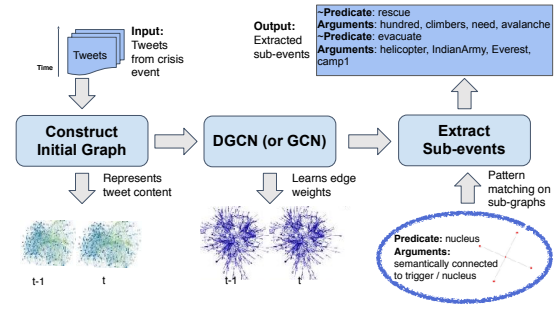 Time
Tweets
Input:
Tweets
from crisis
event
Output:
Extracted
sub-events
~Predicate: rescue
Arguments: hundred, climbers, need, avalanche
~Predicate: evacuate
Arguments: helicopter, IndianArmy, Everest,
camp1
Construct
Initial Graph
DGCN (or GCN)
Extract
Sub-events
Represents
tweet content
Learns edge
weights
Pattern
matching on
sub-graphs
t-1
t
t-1
t
Predicate: nucleus
Arguments:
semantically connected
to trigger / nucleus